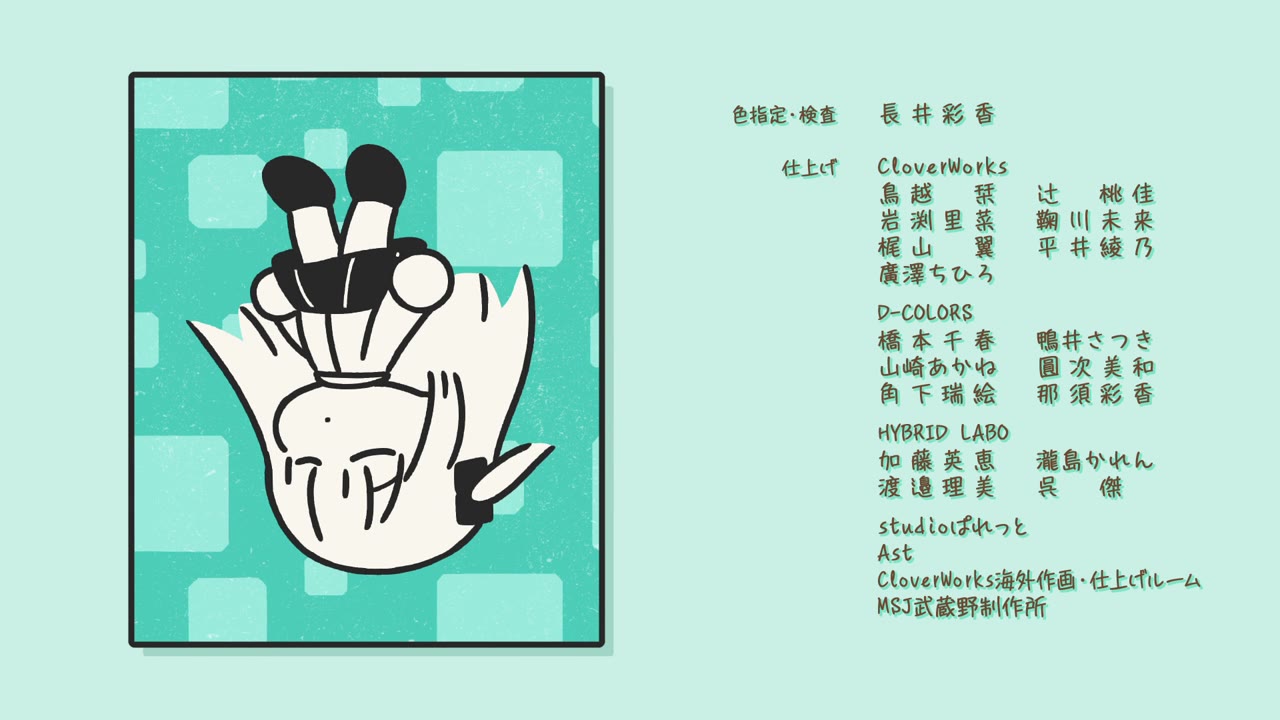 色指定・検査 長井彩香
仕上げ CloverWorks
鳥越 栞 辻 桃佳
岩渕里菜 鞠川未来
梶山 翼 平井綾乃
廣澤ちひろ
D-COLORS
橋本千春 鴨井さつき
山崎あかね 圓次美和
角下瑞絵 那須彩香
HYBRID LABO
加藤英恵 瀧島かれん
渡邉理美 呉 傑
studioぱれっと
Ast
CloverWorks海外作画・仕上げルーム
MSJ武蔵野制作所